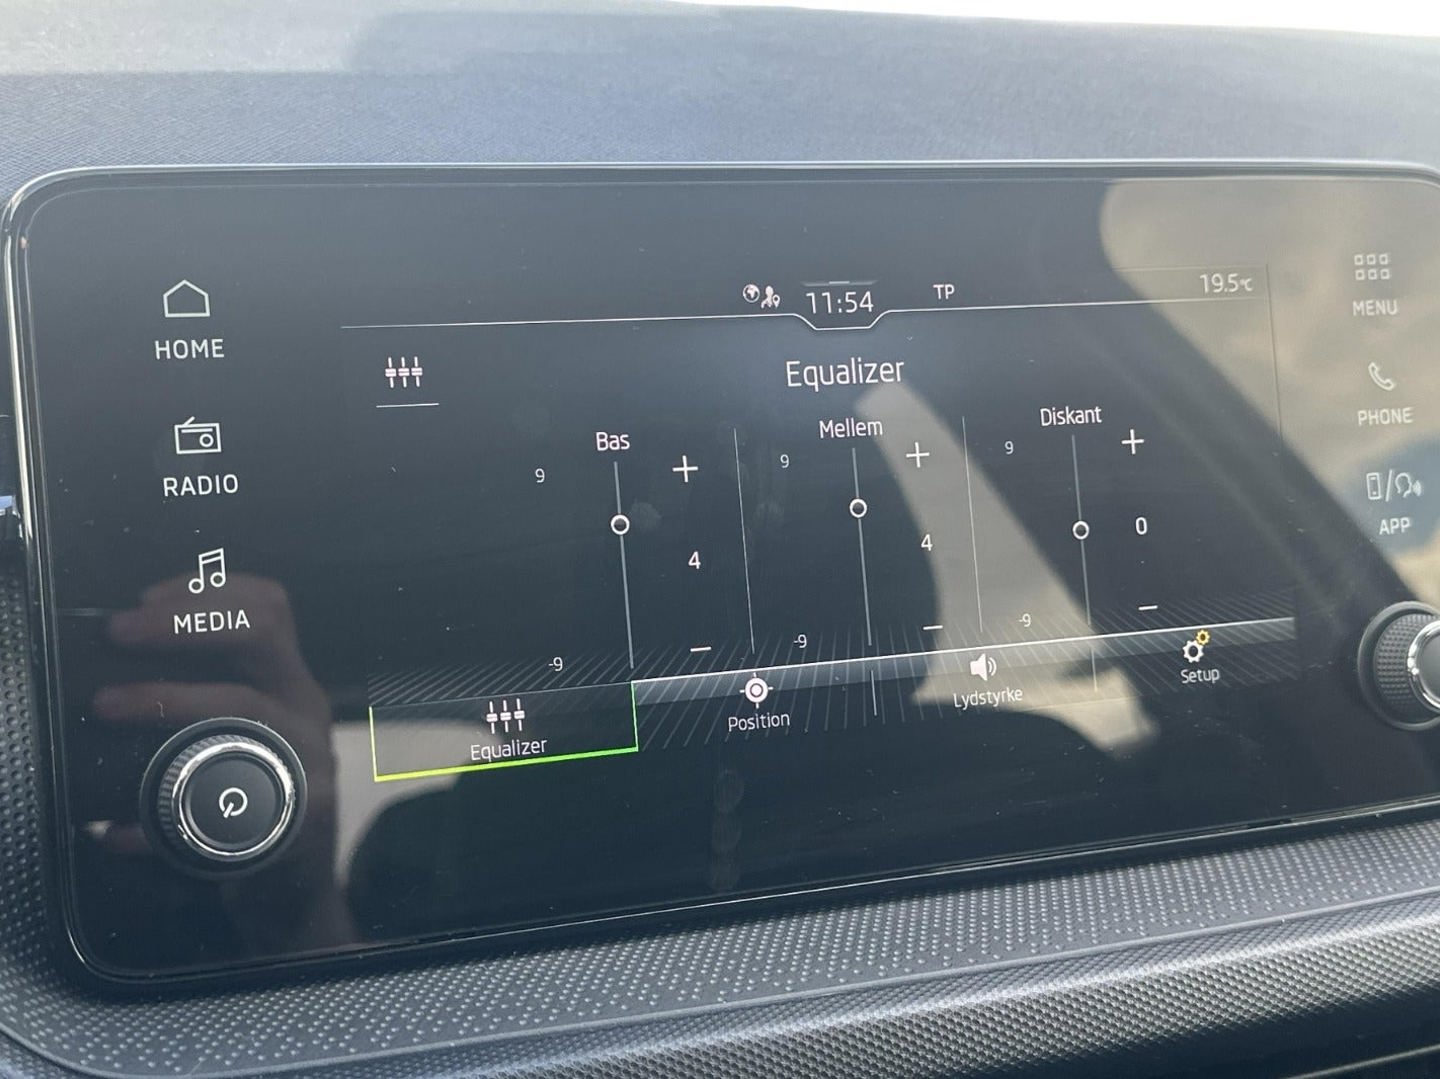 HOME
RADIO
MEDIA
11:54
TP
19.5°C
Equalizer
Bas
9
4
-9
Mellem
9
4
-9
Diskant
9
0
-9
Equalizer
Position
Lydstyrke
Setup
MENU
PHONE
APP